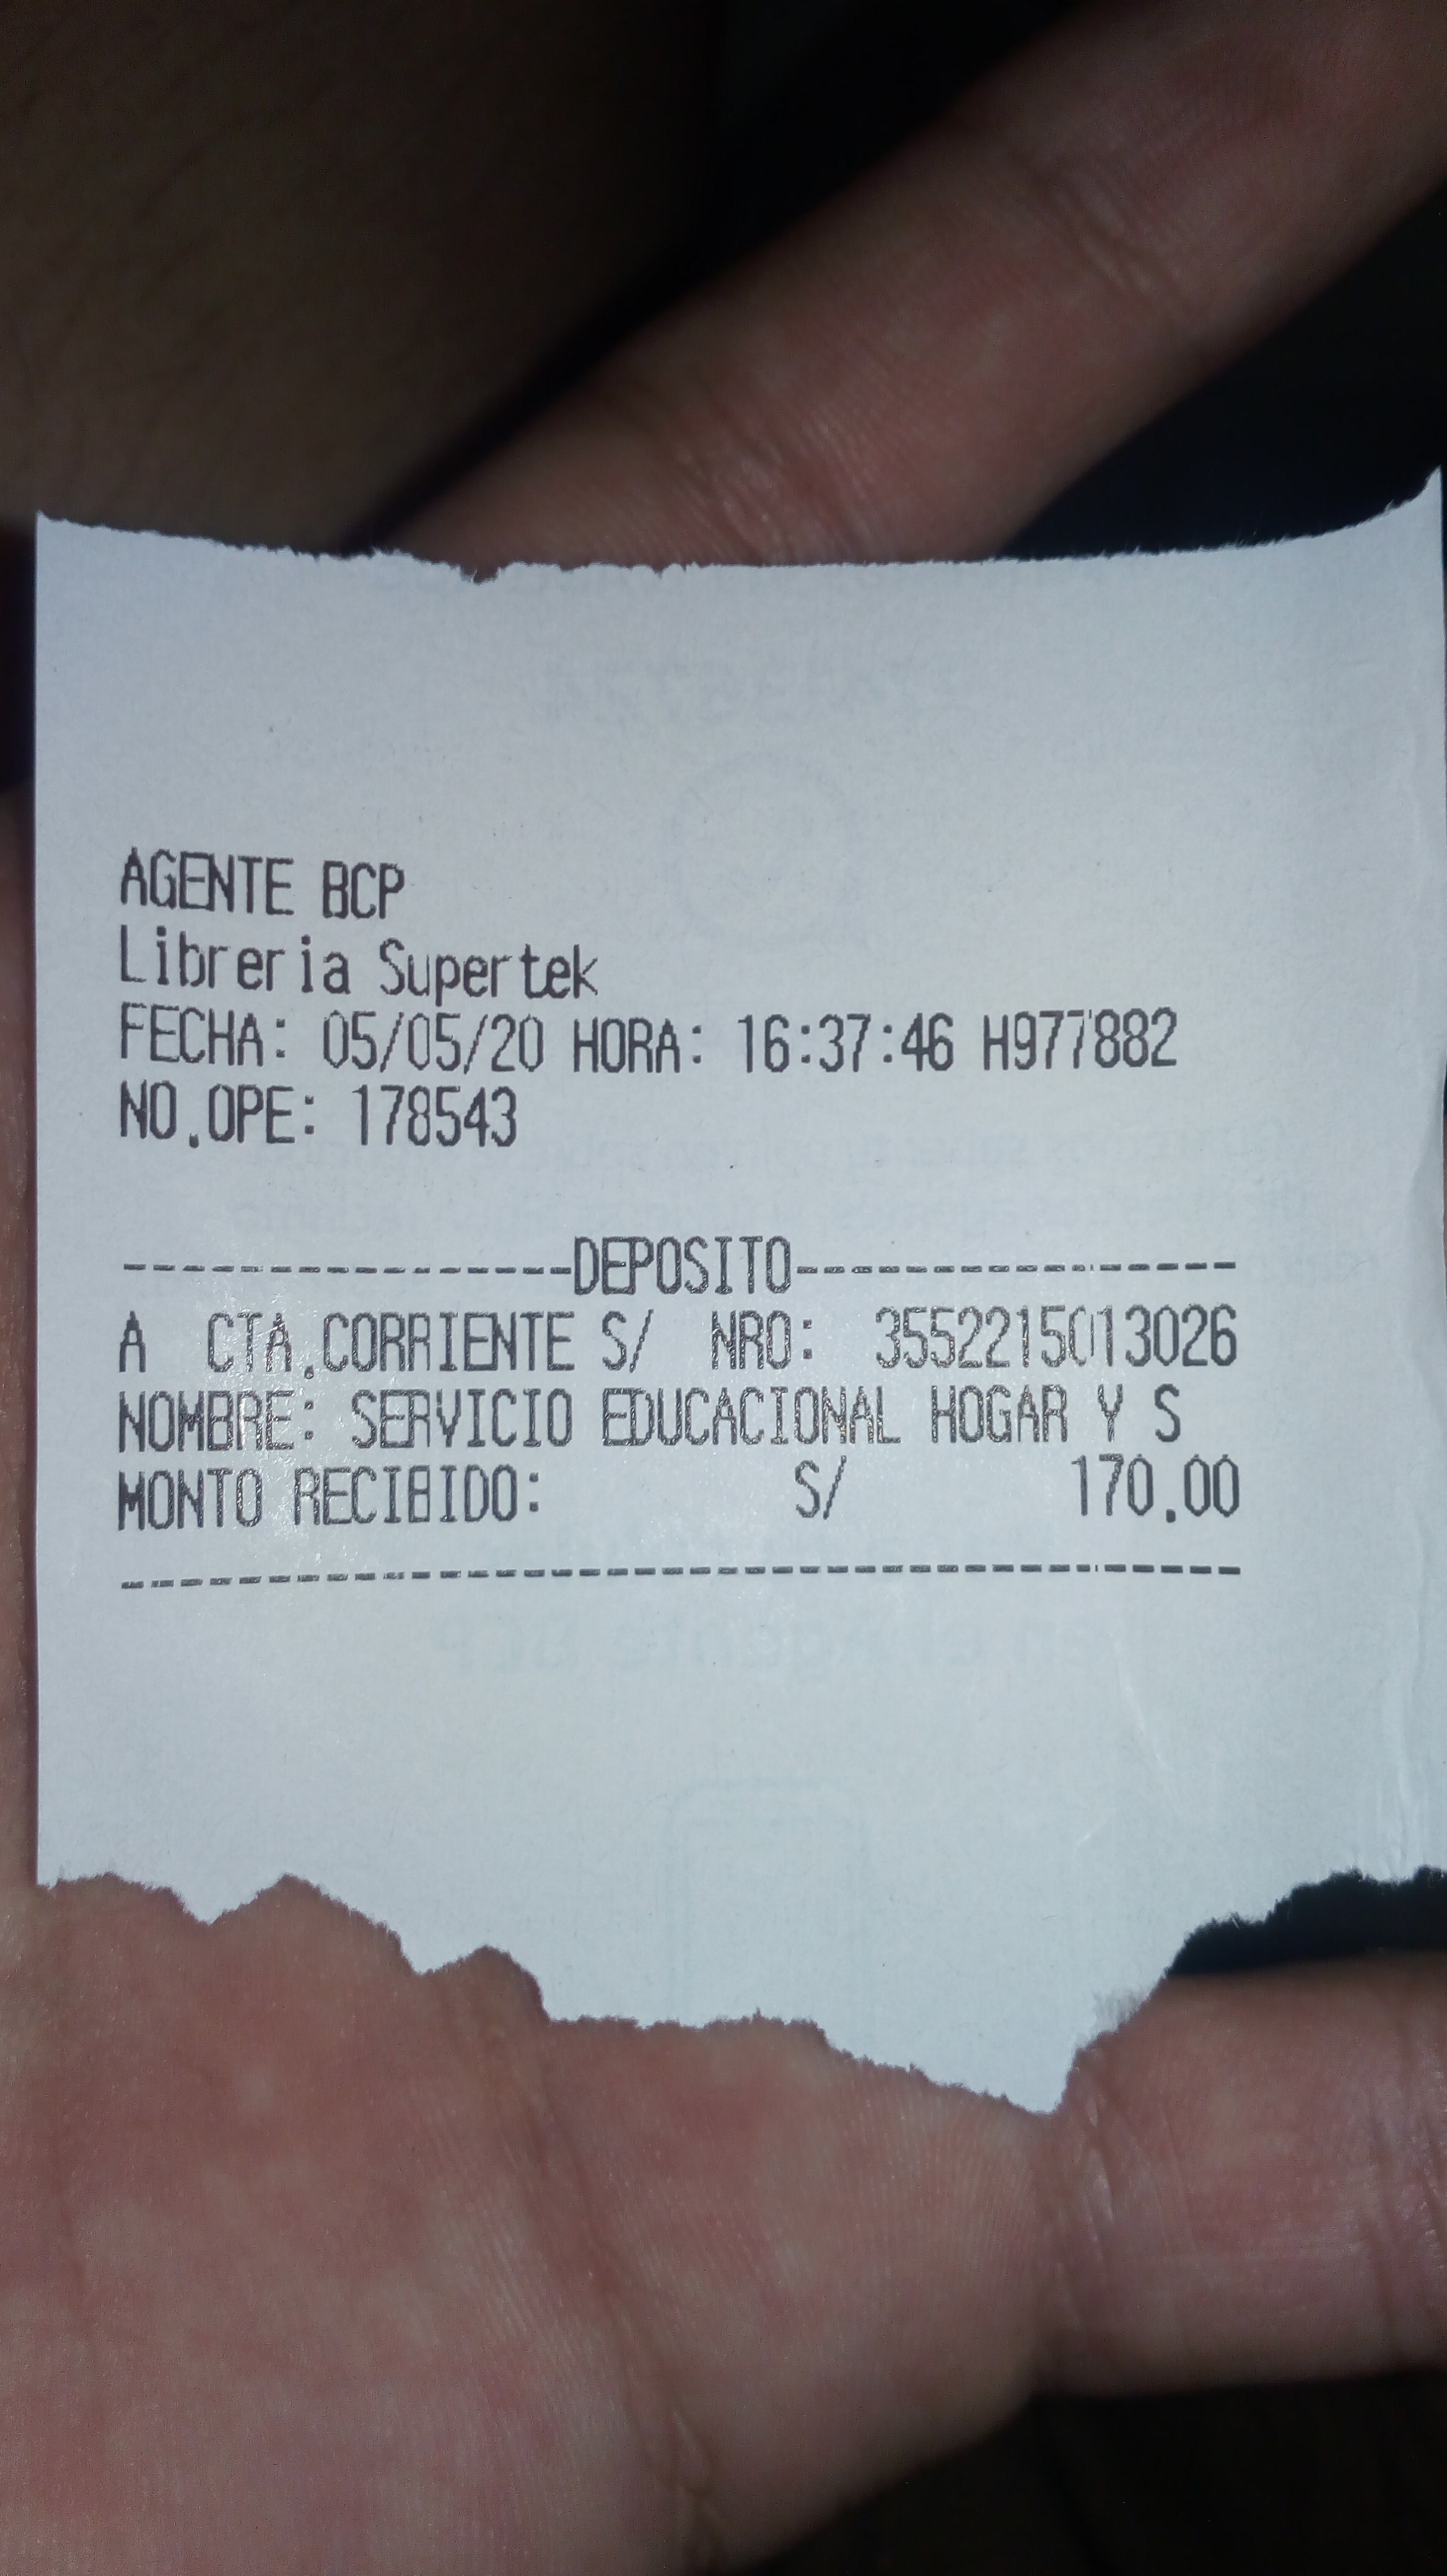 AGENTE BCP
Libreria Supertek
FECHA: 05/05/20 HORA: 16:37:46 H977882
NO.OPE: 178543
----------------DEPOSITO----------------
A CTA.CORRIENTE S/ NRO: 3552215013026
NOMBRE: SERVICIO EDUCACIONAL HOGAR Y S
MONTO RECIBIDO: S/ 170.00
----------------------------------------